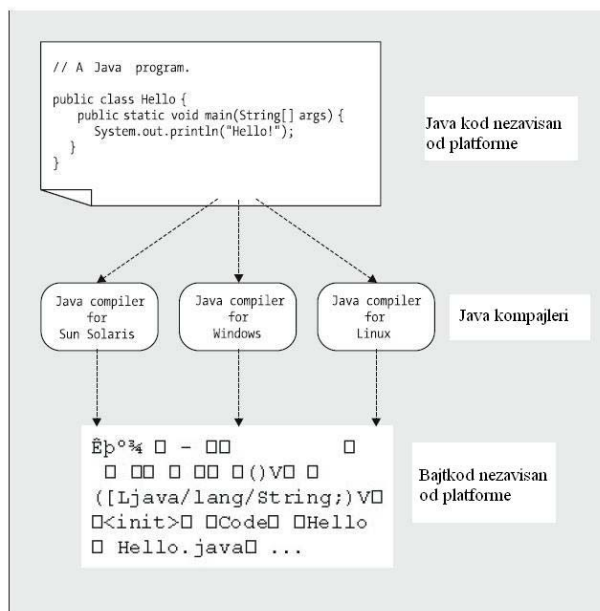 // A Java program.
public class Hello {
public static void main(String[] args) {
System.out.println("Hello!");
}
}
Java kod nezavisan
od platforme
Java compiler
for
Sun Solaris
Java compiler
for
Windows
Java compiler
for
Linux
Java kompajleri
Êþº¾ □ – □□ □
□ □□ □ □□ □()V□ □
([Ljava/lang/String;)V□
□<init>□ □Code□ □Hello
□ Hello.java□ ...
Bajtkod nezavisan
od platforme